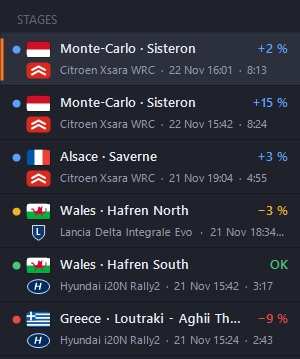 STAGES
Monte-Carlo · Sisteron +2 %
Citroen Xsara WRC · 22 Nov 16:01 · 8:13
Monte-Carlo · Sisteron +15 %
Citroen Xsara WRC · 22 Nov 15:42 · 8:24
Alsace · Saverne +3 %
Citroen Xsara WRC · 21 Nov 19:04 · 4:55
Wales · Hafren North −3 %
L Lancia Delta Integrale Evo · 21 Nov 18:34...
Wales · Hafren South OK
H Hyundai i20N Rally2 · 21 Nov 15:42 · 3:17
Greece · Loutraki - Aghii Th... −9 %
H Hyundai i20N Rally2 · 21 Nov 15:24 · 2:43